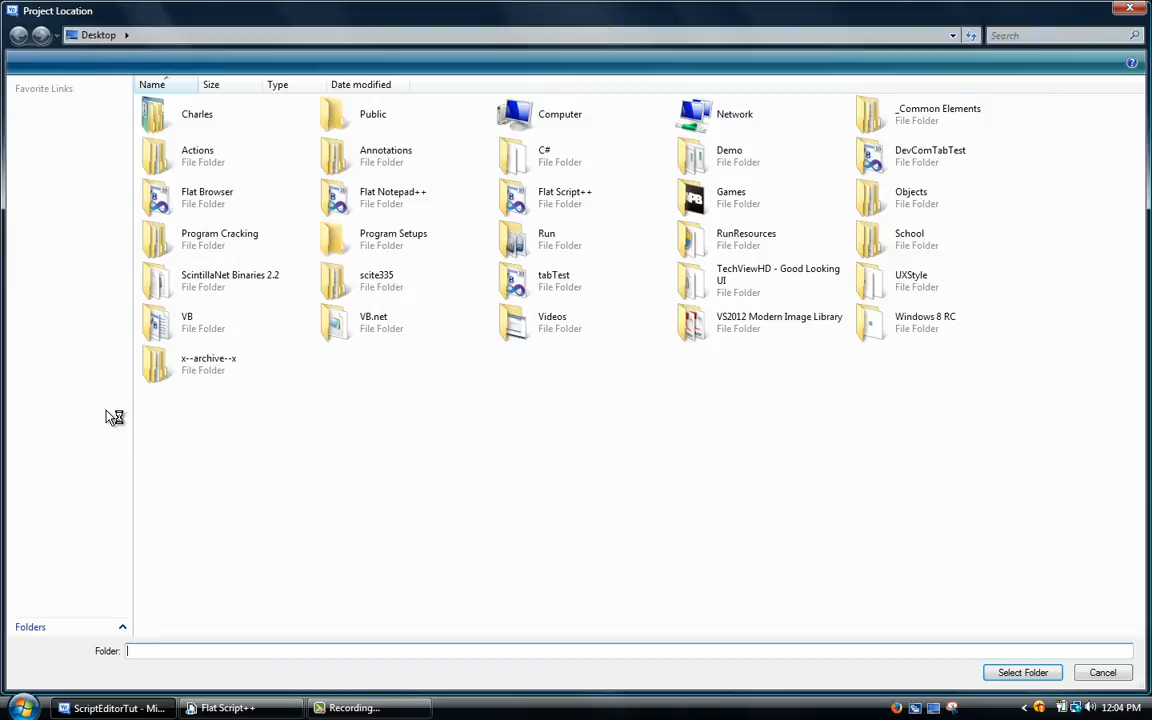 Project Location
Desktop
Search
Favorite Links
Name Size Type Date modified
Charles
Public
Computer
Network
_Common Elements
File Folder
Actions
File Folder
Annotations
File Folder
C#
File Folder
Demo
File Folder
DevComTabTest
File Folder
Flat Browser
File Folder
Flat Notepad++
File Folder
Flat Script++
File Folder
Games
File Folder
Objects
File Folder
Program Cracking
File Folder
Program Setups
File Folder
Run
File Folder
RunResources
File Folder
School
File Folder
ScintillaNet Binaries 2.2
File Folder
scite335
File Folder
tabTest
File Folder
TechViewHD - Good Looking
UI
File Folder
UXStyle
File Folder
VB
File Folder
VB.net
File Folder
Videos
File Folder
VS2012 Modern Image Library
File Folder
Windows 8 RC
File Folder
x--archive--x
File Folder
Folders
Folder:
Select Folder
Cancel
ScriptEditorTut - Mi...
Flat Script++
Recording...
12:04 PM